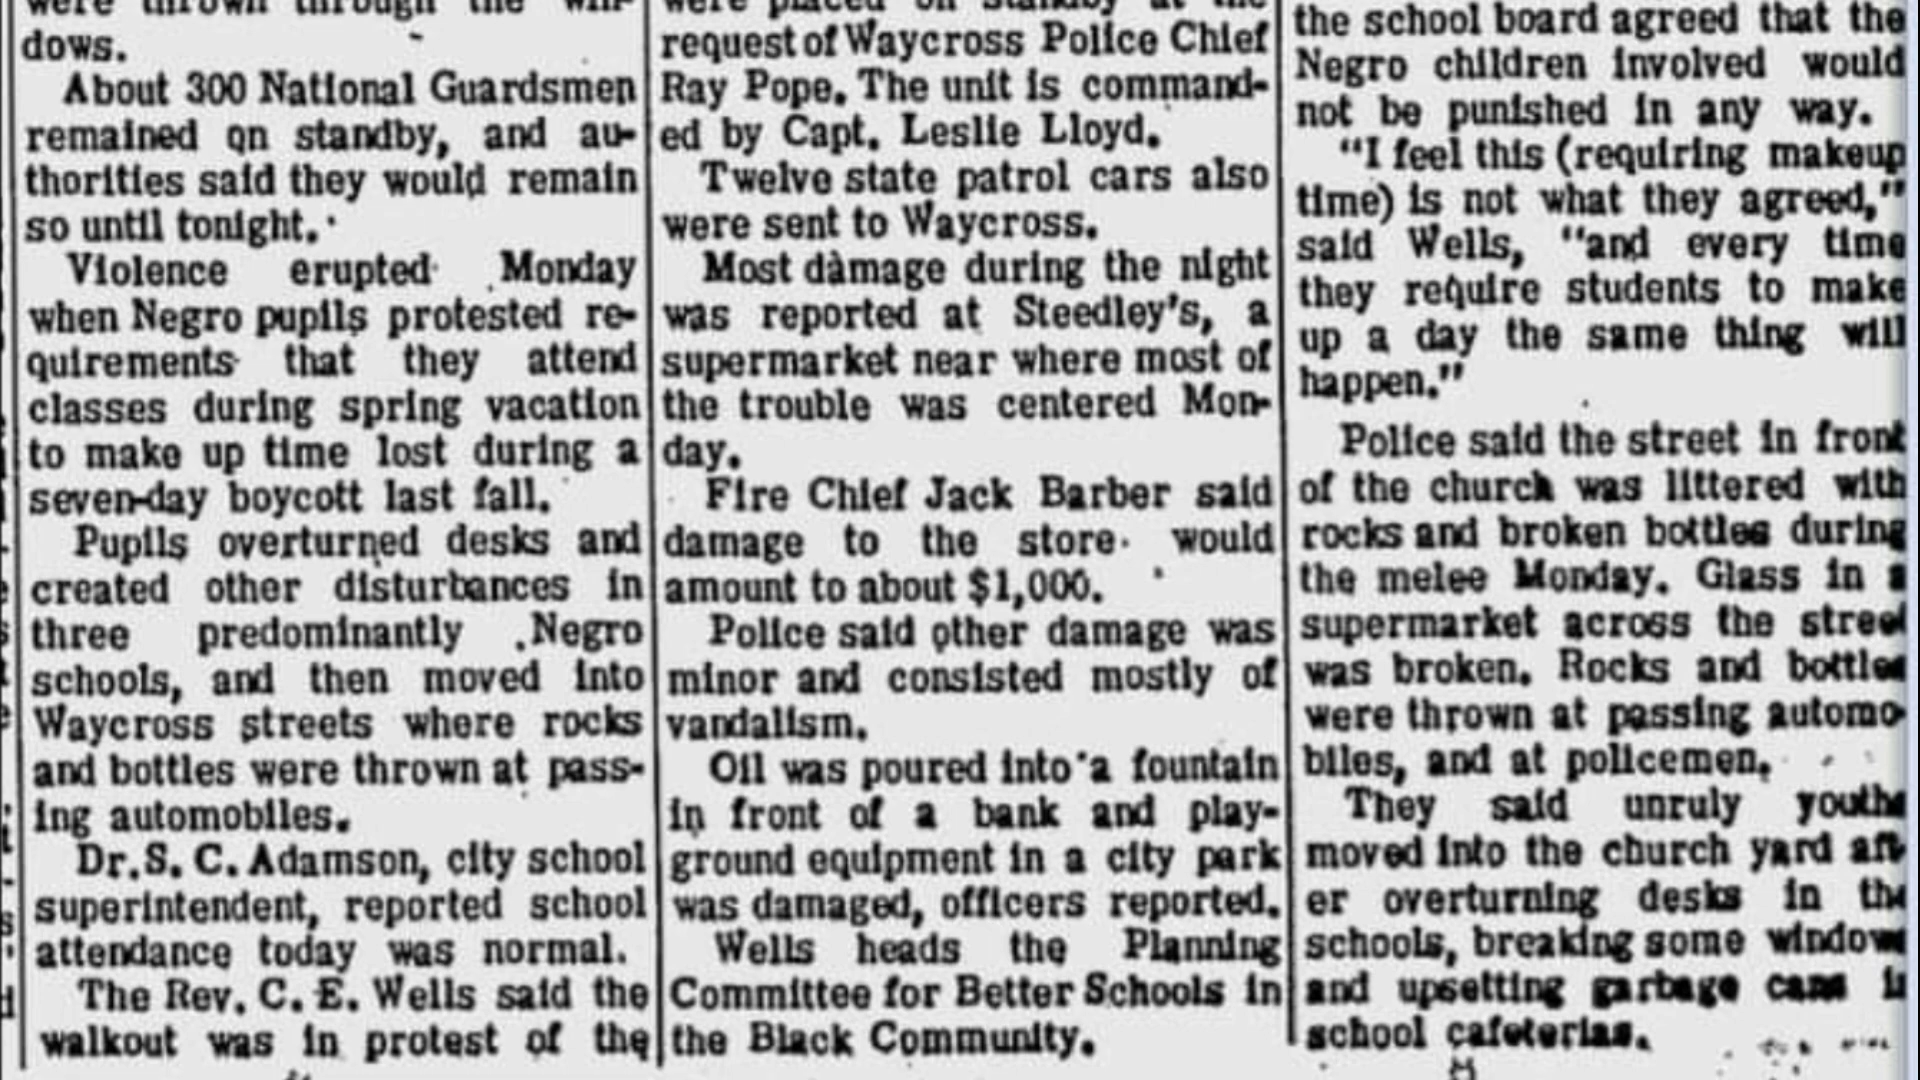 were thrown through the win-
dows.
About 300 National Guardsmen
remained on standby, and au-
thorities said they would remain
so until tonight.
Violence erupted Monday
when Negro pupils protested re-
quirements that they attend
classes during spring vacation
to make up time lost during a
seven-day boycott last fall.
Pupils overturned desks and
created other disturbances in
three predominantly Negro
schools, and then moved into
Waycross streets where rocks
and bottles were thrown at pass-
ing automobiles.
Dr. S. C. Adamson, city school
superintendent, reported school
attendance today was normal.
The Rev. C. E. Wells said the
walkout was in protest of the
were placed on standby at the
request of Waycross Police Chief
Ray Pope. The unit is command-
ed by Capt. Leslie Lloyd.
Twelve state patrol cars also
were sent to Waycross.
Most damage during the night
was reported at Steedley's, a
supermarket near where most of
the trouble was centered Mon-
day.
Fire Chief Jack Barber said
damage to the store would
amount to about $1,000.
Police said other damage was
minor and consisted mostly of
vandalism.
Oil was poured into a fountain
in front of a bank and play-
ground equipment in a city park
was damaged, officers reported.
Wells heads the Planning
Committee for Better Schools in
the Black Community.
the school board agreed that the
Negro children involved would
not be punished in any way.
"I feel this (requiring makeup
time) is not what they agreed,"
said Wells, "and every time
they require students to make
up a day the same thing will
happen."
Police said the street in front
of the church was littered with
rocks and broken bottles during
the melee Monday. Glass in a
supermarket across the street
was broken. Rocks and bottles
were thrown at passing automo-
biles, and at policemen.
They said unruly youths
moved into the church yard aft-
er overturning desks in the
schools, breaking some windows
and upsetting garbage cans in
school cafeterias.